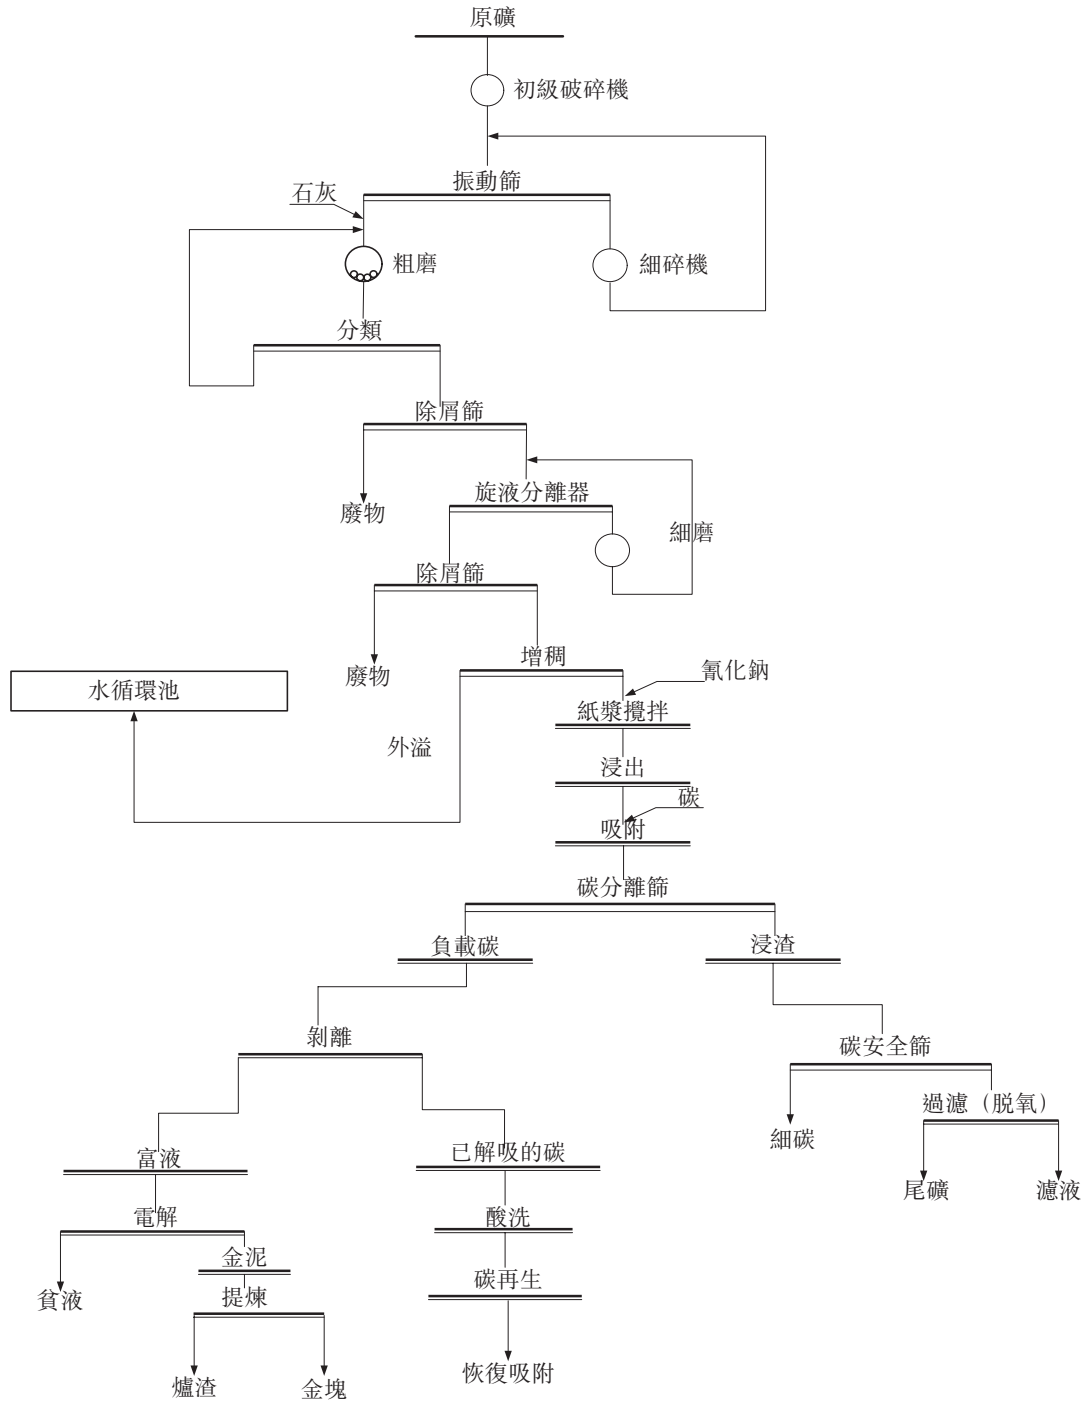 原礦
初級破碎機
振動篩
石灰
粗磨
細碎機
分類
除屑篩
旋液分離器
廢物
細磨
除屑篩
增稠
廢物
氰化鈉
水循環池
紙漿攪拌
外溢
浸出
碳
吸附
碳分離篩
負載碳
浸渣
剝離
碳安全篩
過濾（脱氧）
細碳
富液
已解吸的碳
尾礦
濾液
電解
酸洗
金泥
碳再生
貧液
提煉
恢復吸附
爐渣
金塊